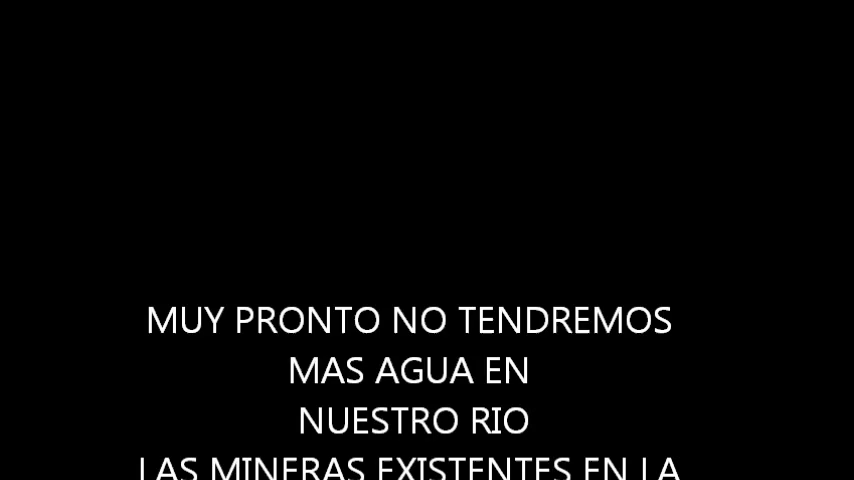 MUY PRONTO NO TENDREMOS
MAS AGUA EN
NUESTRO RIO
LAS MINERAS EXISTENTES EN LA